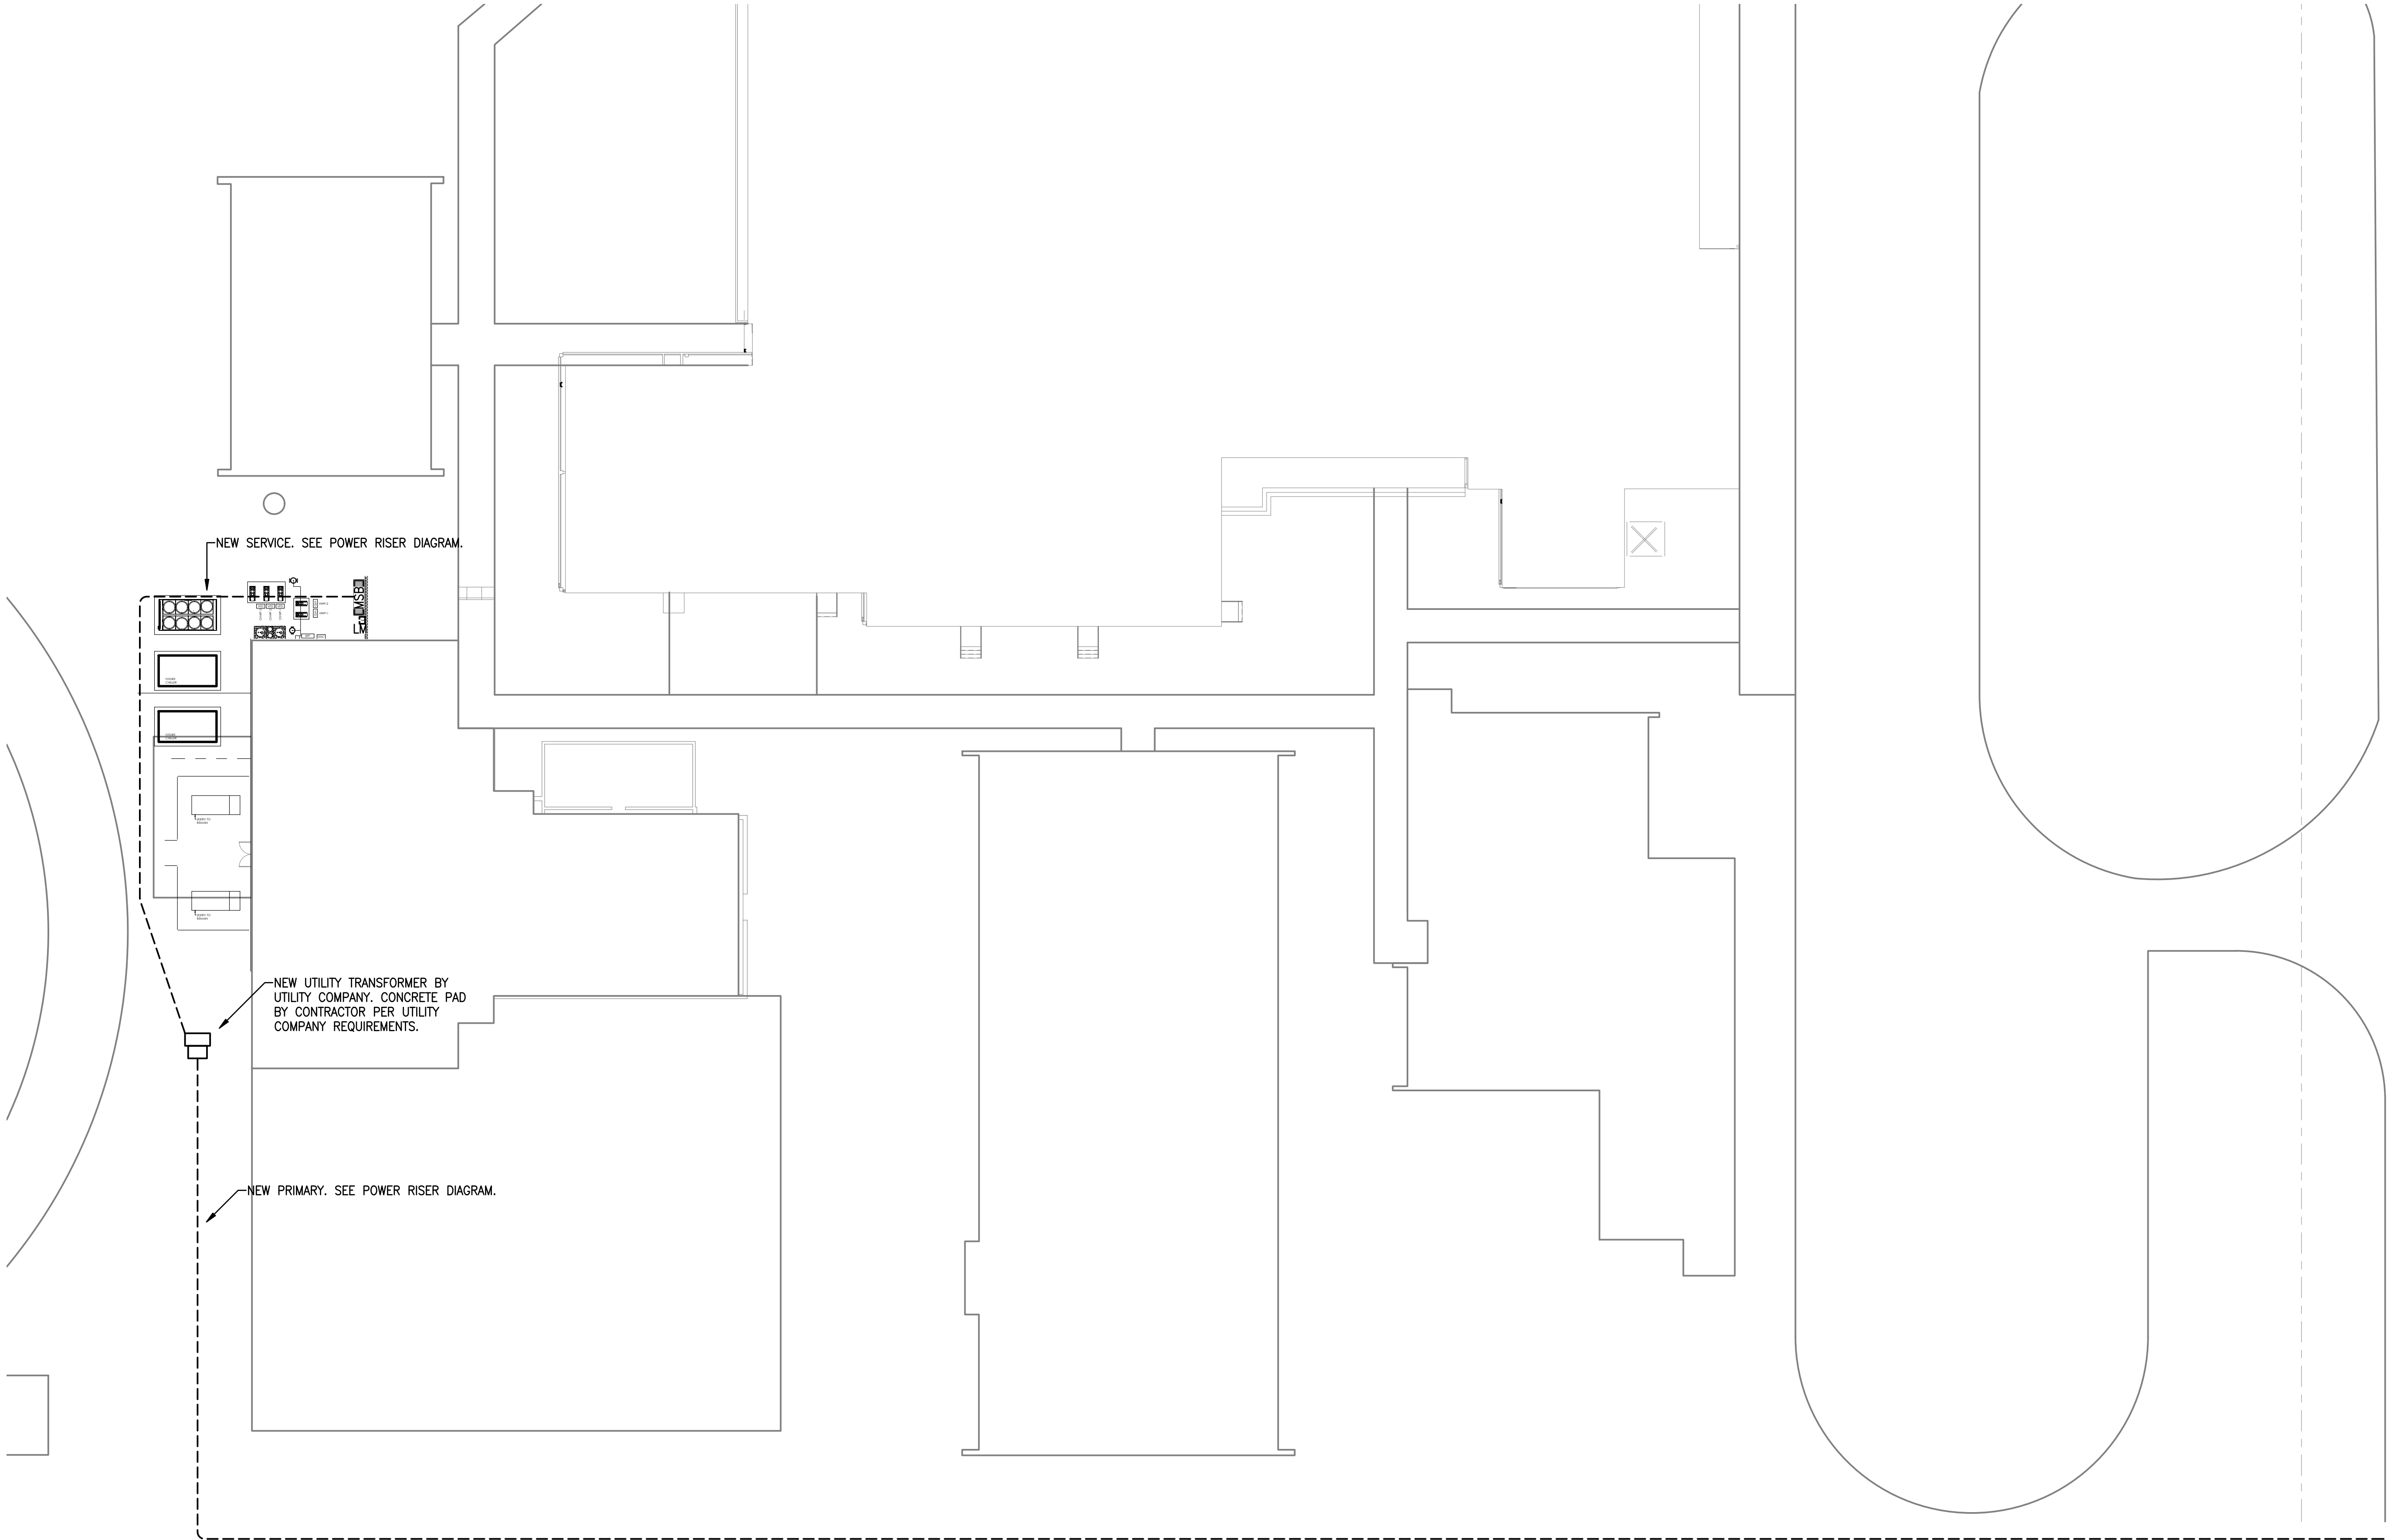 NEW SERVICE. SEE POWER RISER DIAGRAM.
MSB
LM
NEW UTILITY TRANSFORMER BY
UTILITY COMPANY. CONCRETE PAD
BY CONTRACTOR PER UTILITY
COMPANY REQUIREMENTS.
NEW PRIMARY. SEE POWER RISER DIAGRAM.